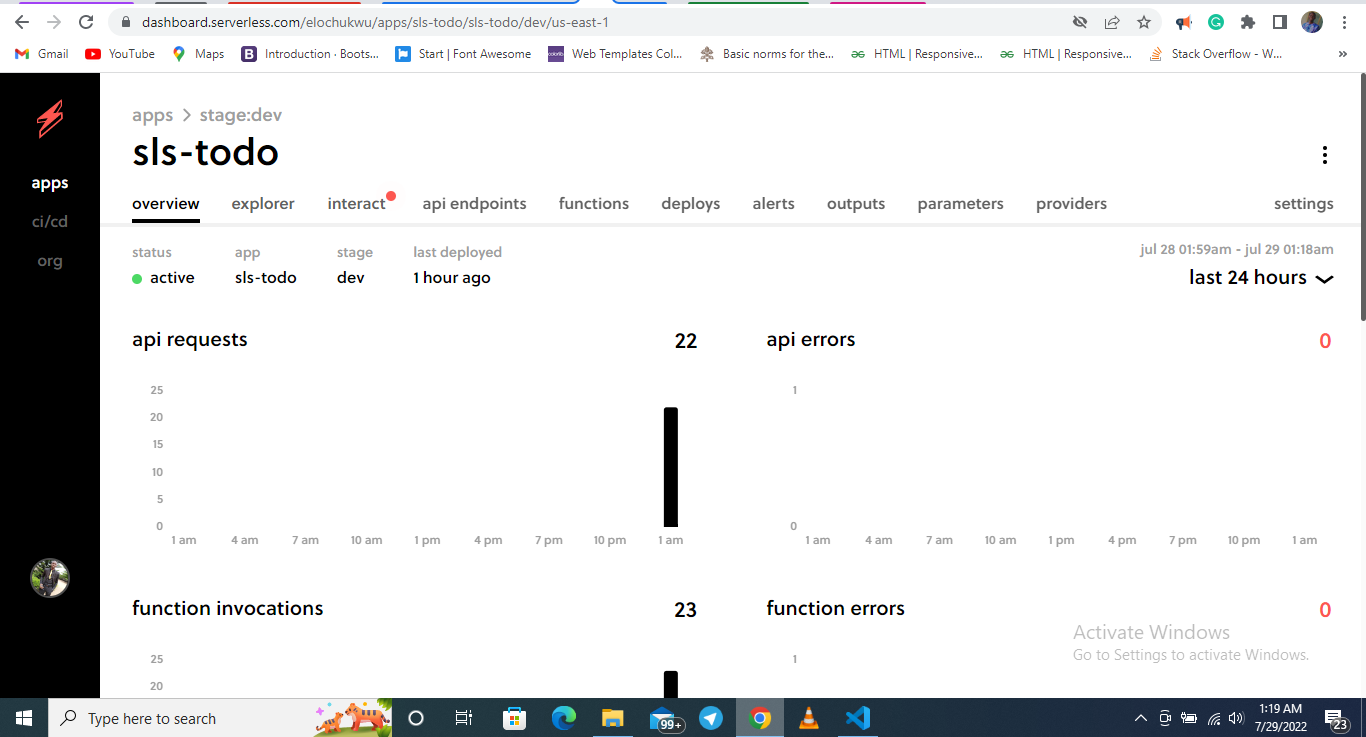 dashboard.serverless.com/elochukwu/apps/sls-todo/sls-todo/dev/us-east-1
Gmail YouTube Maps B Introduction · Boots... Start | Font Awesome Web Templates Col... Basic norms for the... HTML | Responsive... HTML | Responsive... Stack Overflow - W... »
apps > stage:dev
sls-todo
apps
ci/cd
org
overview explorer interact api endpoints functions deploys alerts outputs parameters providers settings
status app stage last deployed jul 28 01:59am - jul 29 01:18am
active sls-todo dev 1 hour ago last 24 hours
api requests 22
25
20
15
10
5
0
1 am 4 am 7 am 10 am 1 pm 4 pm 7 pm 10 pm 1 am
api errors 0
1
0
1 am 4 am 7 am 10 am 1 pm 4 pm 7 pm 10 pm 1 am
function invocations 23
25
20
function errors 0
1
Activate Windows
Go to Settings to activate Windows.
Type here to search
99+
1:19 AM
7/29/2022
23